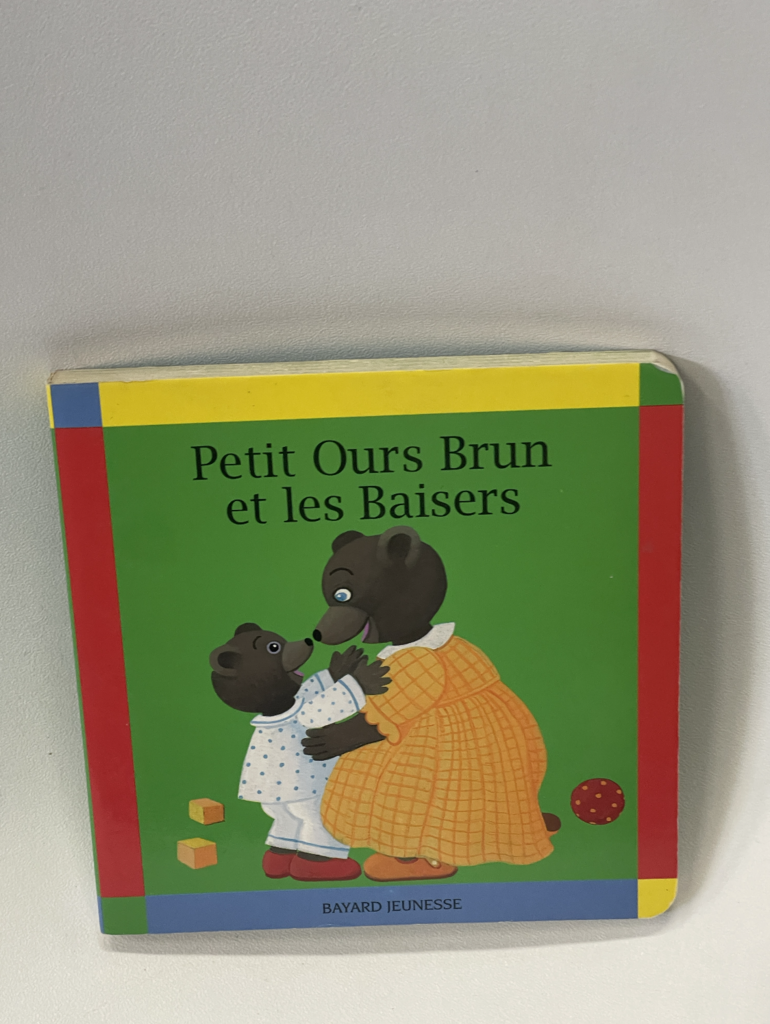 Petit Ours Brun
et les Baisers
BAYARD JEUNESSE